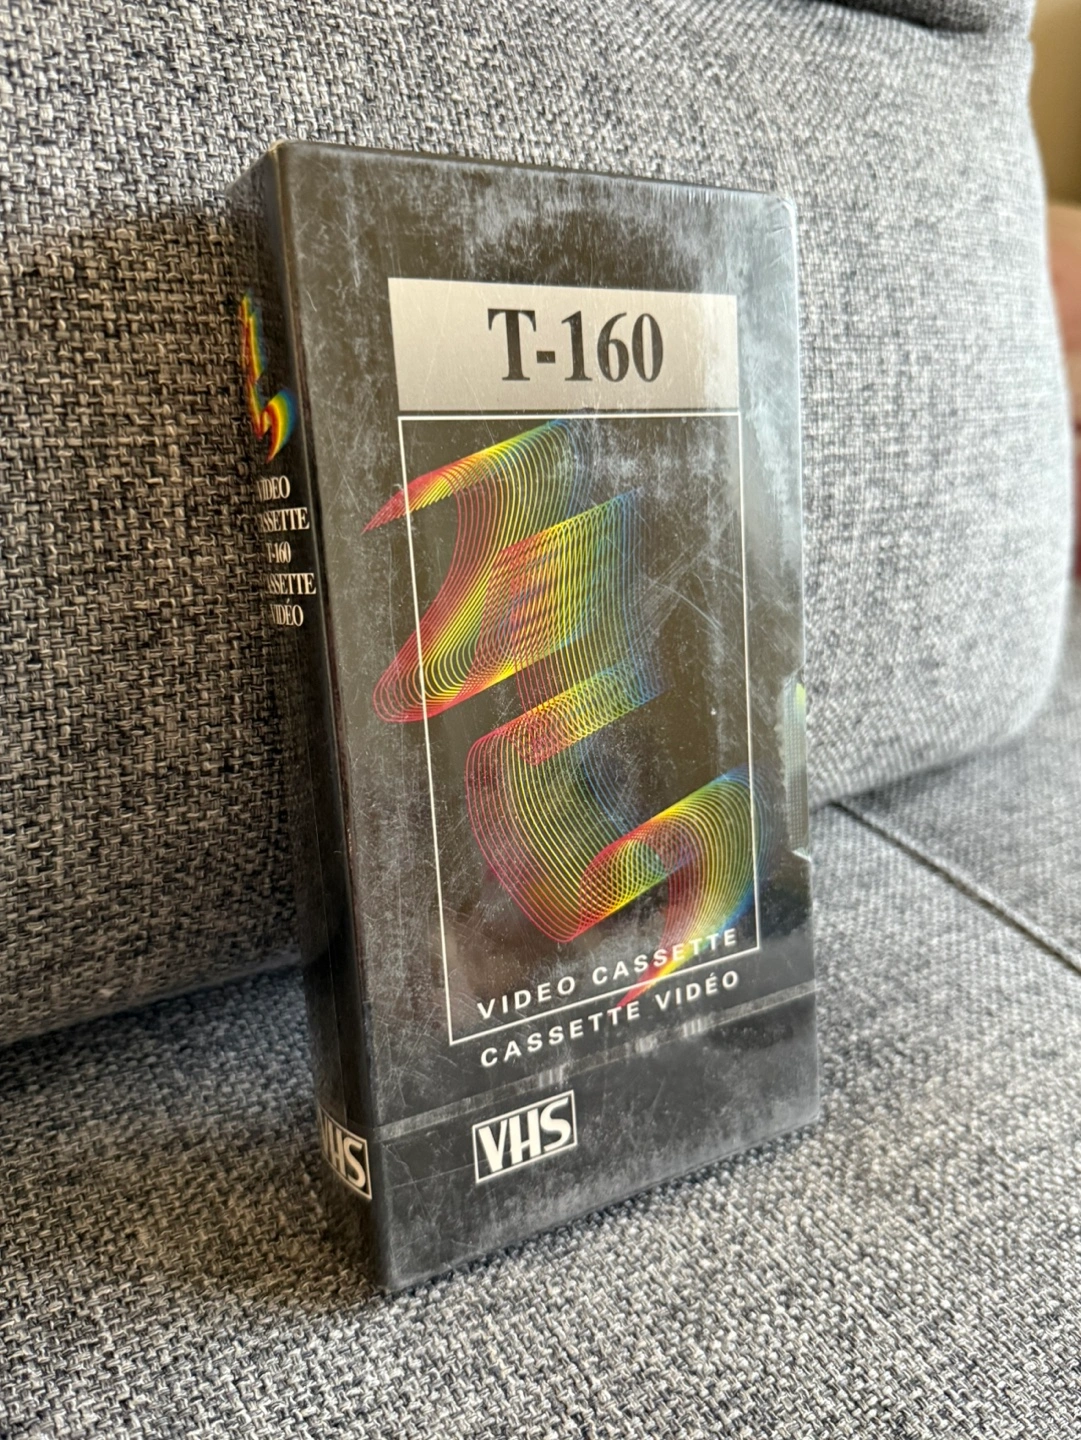 T-160
VIDEO CASSETTE
CASSETTE VIDÉO
VHS
VIDEO
CASSETTE
T-160
CASSETTE
VIDÉO
VHS